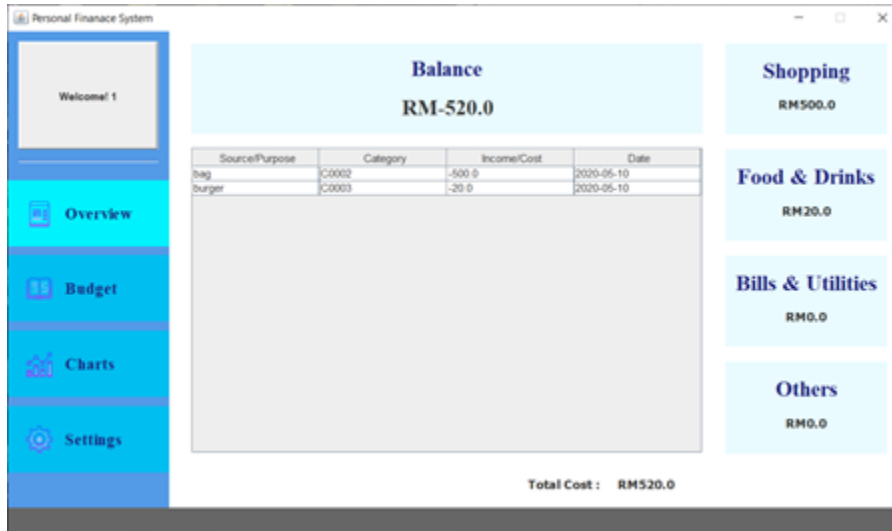 Personal Finanace System
Welcome! 1
Overview
Budget
Charts
Settings
Balance
RM-520.0
Source/Purpose Category Income/Cost Date
bag C0002 -500.0 2020-05-10
burger C0003 -20.0 2020-05-10
Total Cost : RM520.0
Shopping
RM500.0
Food & Drinks
RM20.0
Bills & Utilities
RM0.0
Others
RM0.0